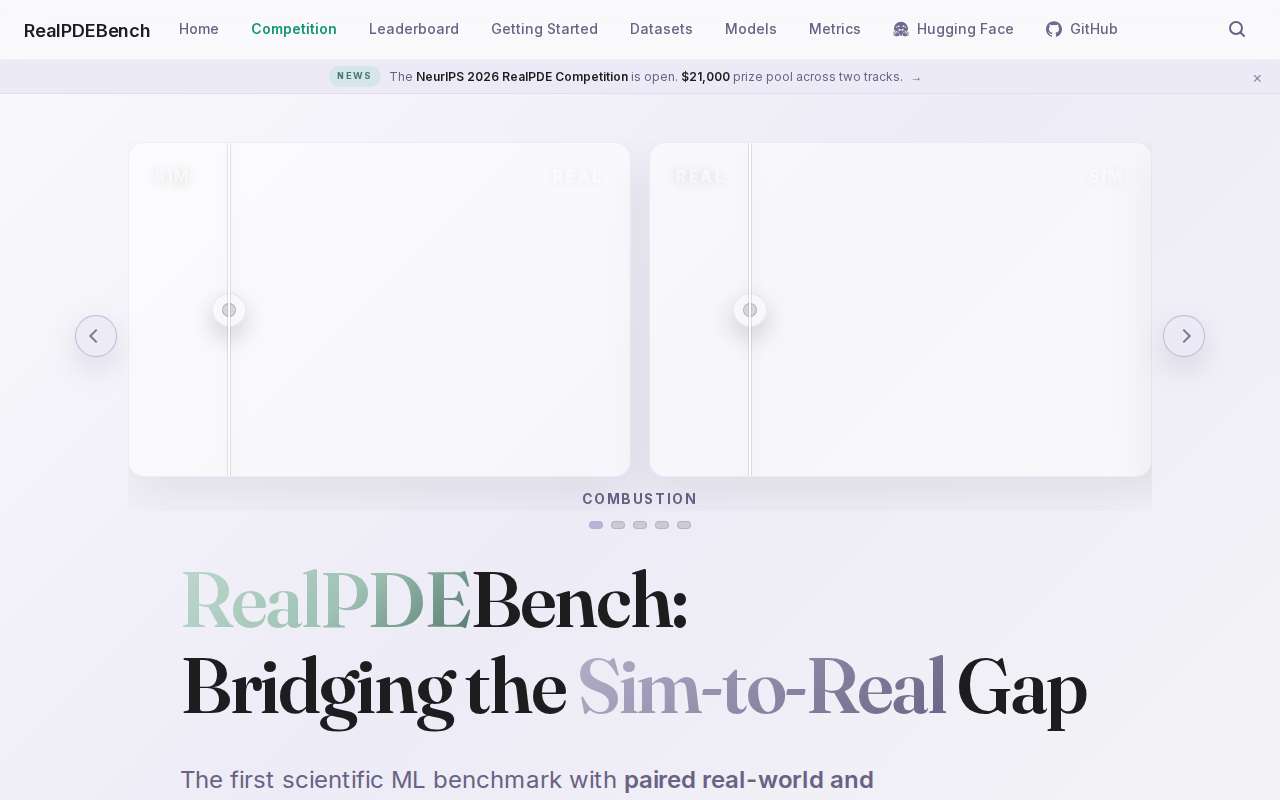 RealPDEBench Home Competition Leaderboard Getting Started Datasets Models Metrics Hugging Face GitHub
NEWS The NeurIPS 2026 RealPDE Competition is open. $21,000 prize pool across two tracks. → ×
SIM REAL REAL SIM
COMBUSTION
RealPDEBench:
Bridging the Sim-to-Real Gap
The first scientific ML benchmark with paired real-world and